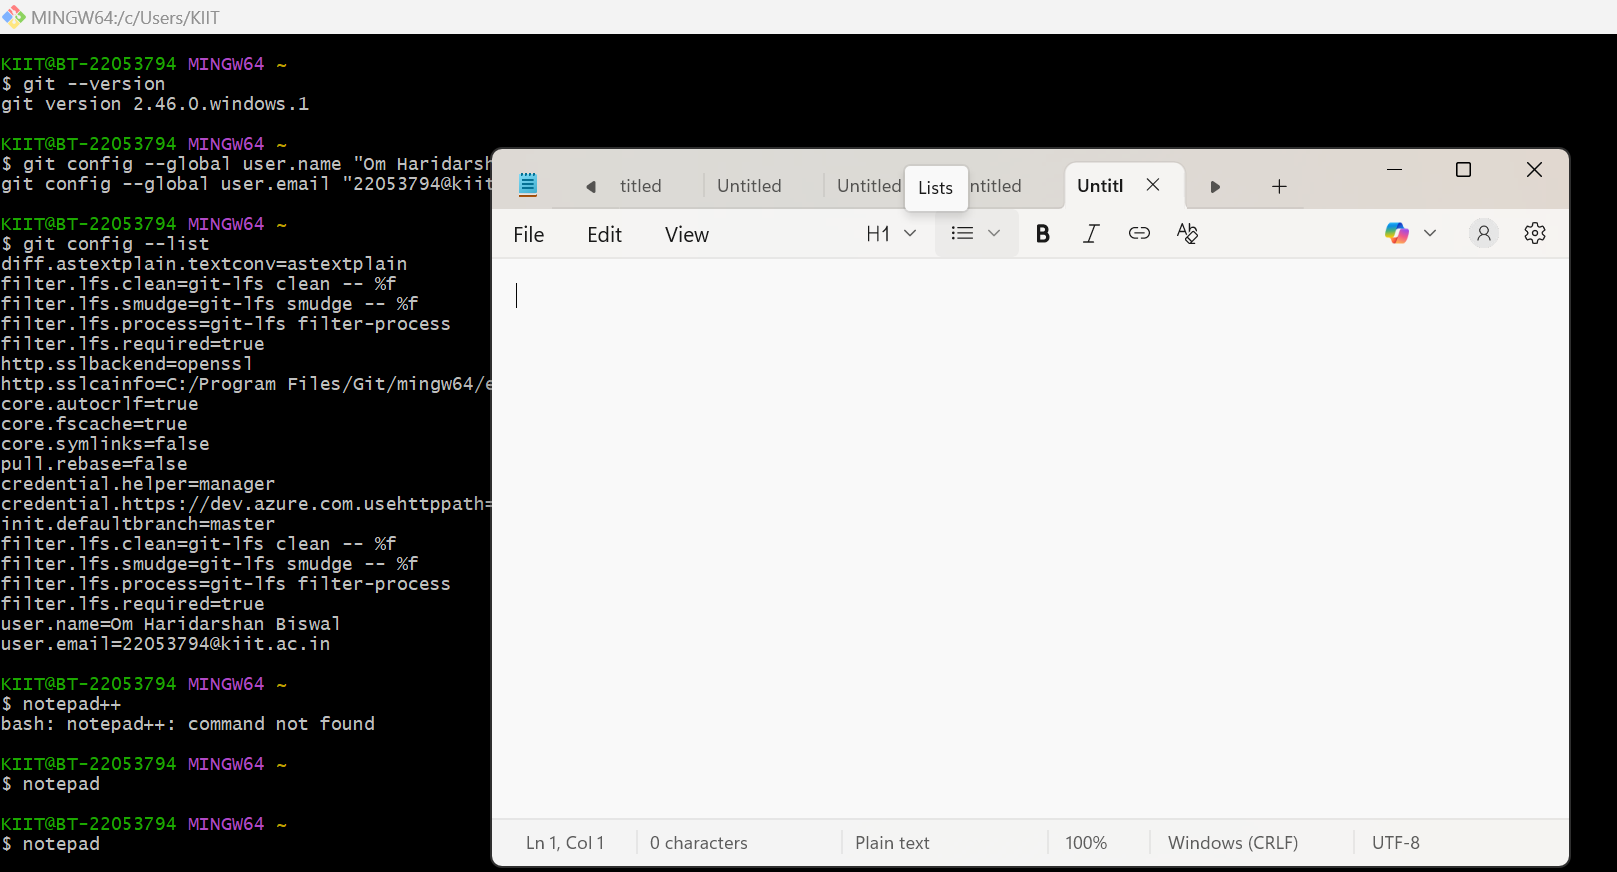 MINGW64:/c/Users/KIIT
KIIT@BT-22053794 MINGW64 ~
$ git --version
git version 2.46.0.windows.1
KIIT@BT-22053794 MINGW64 ~
$ git config --global user.name "Om Haridarsh
git config --global user.email "22053794@kiit
KIIT@BT-22053794 MINGW64 ~
$ git config --list
diff.astextplain.textconv=astextplain
filter.lfs.clean=git-lfs clean -- %f
filter.lfs.smudge=git-lfs smudge -- %f
filter.lfs.process=git-lfs filter-process
filter.lfs.required=true
http.sslbackend=openssl
http.sslcainfo=C:/Program Files/Git/mingw64/e
core.autocrlf=true
core.fscache=true
core.symlinks=false
pull.rebase=false
credential.helper=manager
credential.https://dev.azure.com.usehttppath=
init.defaultbranch=master
filter.lfs.clean=git-lfs clean -- %f
filter.lfs.smudge=git-lfs smudge -- %f
filter.lfs.process=git-lfs filter-process
filter.lfs.required=true
user.name=Om Haridarshan Biswal
user.email=22053794@kiit.ac.in
KIIT@BT-22053794 MINGW64 ~
$ notepad++
bash: notepad++: command not found
KIIT@BT-22053794 MINGW64 ~
$ notepad
KIIT@BT-22053794 MINGW64 ~
$ notepad
titled Untitled Untitled Lists ntitled Untitl
File Edit View H1 B I
Ln 1, Col 1 0 characters Plain text 100% Windows (CRLF) UTF-8